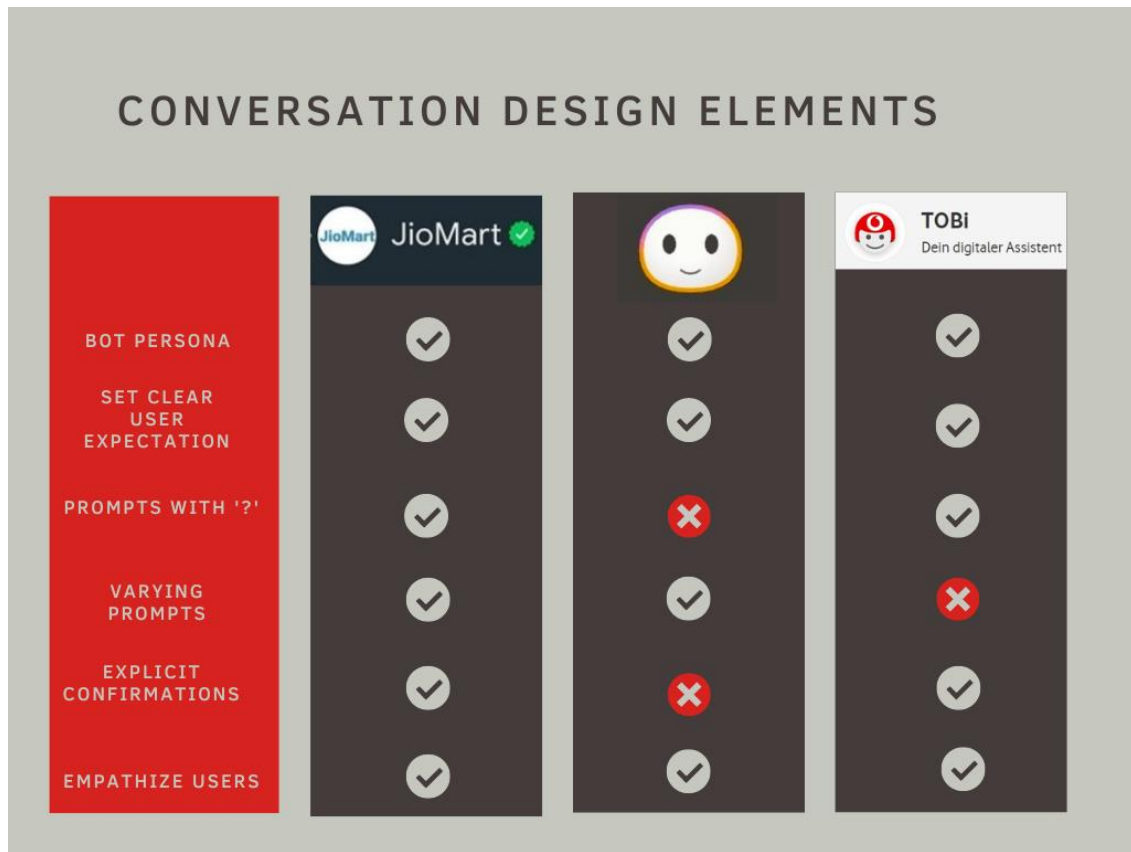 CONVERSATION DESIGN ELEMENTS
JioMart
JioMart
TOBi
Dein digitaler Assistent
BOT PERSONA
SET CLEAR
USER
EXPECTATION
PROMPTS WITH '?'
VARYING
PROMPTS
EXPLICIT
CONFIRMATIONS
EMPATHIZE USERS